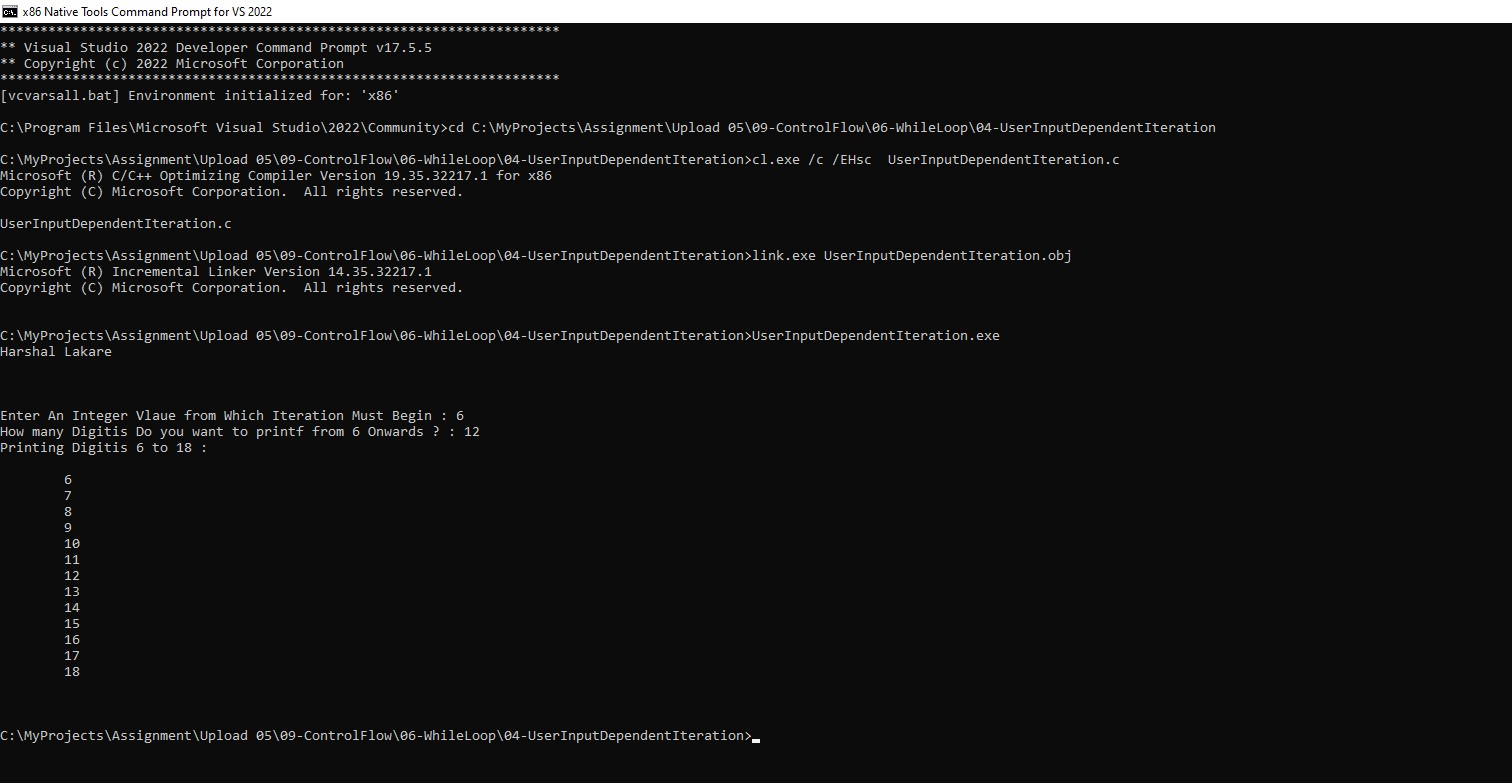 x86 Native Tools Command Prompt for VS 2022
**********************************************************************
** Visual Studio 2022 Developer Command Prompt v17.5.5
** Copyright (c) 2022 Microsoft Corporation
**********************************************************************
[vcvarsall.bat] Environment initialized for: 'x86'
C:\Program Files\Microsoft Visual Studio\2022\Community>cd C:\MyProjects\Assignment\Upload 05\09-ControlFlow\06-WhileLoop\04-UserInputDependentIteration
C:\MyProjects\Assignment\Upload 05\09-ControlFlow\06-WhileLoop\04-UserInputDependentIteration>cl.exe /c /EHsc  UserInputDependentIteration.c
Microsoft (R) C/C++ Optimizing Compiler Version 19.35.32217.1 for x86
Copyright (C) Microsoft Corporation.  All rights reserved.
UserInputDependentIteration.c
C:\MyProjects\Assignment\Upload 05\09-ControlFlow\06-WhileLoop\04-UserInputDependentIteration>link.exe UserInputDependentIteration.obj
Microsoft (R) Incremental Linker Version 14.35.32217.1
Copyright (C) Microsoft Corporation.  All rights reserved.
C:\MyProjects\Assignment\Upload 05\09-ControlFlow\06-WhileLoop\04-UserInputDependentIteration>UserInputDependentIteration.exe
Harshal Lakare
Enter An Integer Vlaue from Which Iteration Must Begin : 6
How many Digitis Do you want to printf from 6 Onwards ? : 12
Printing Digitis 6 to 18 :
6
7
8
9
10
11
12
13
14
15
16
17
18
C:\MyProjects\Assignment\Upload 05\09-ControlFlow\06-WhileLoop\04-UserInputDependentIteration>